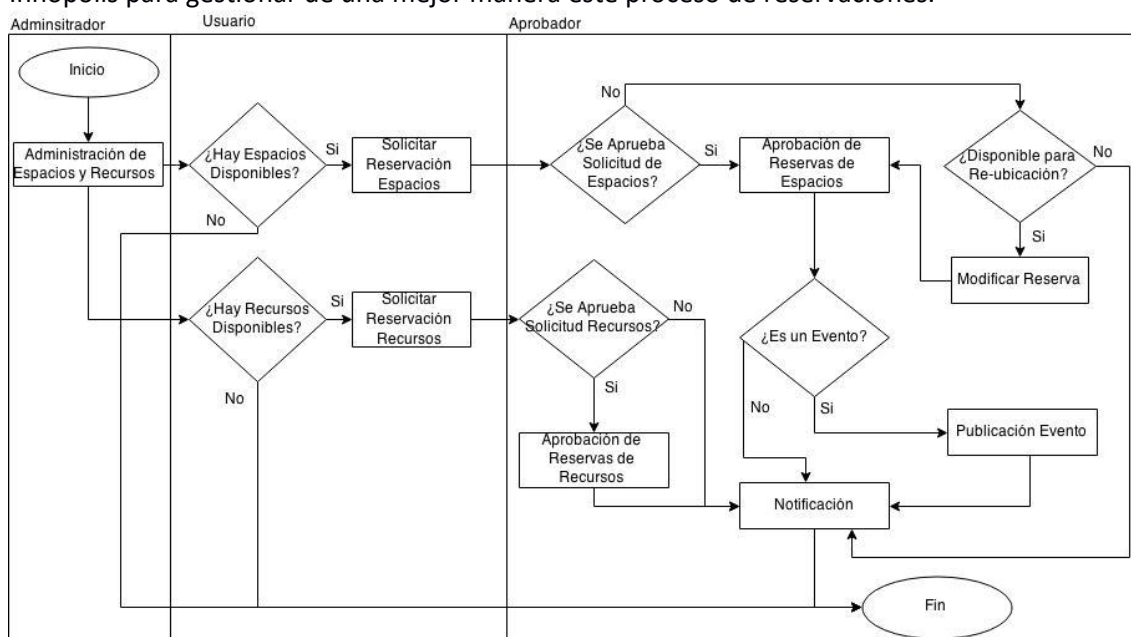 Innópolis para gestionar de una mejor manera este proceso de reservaciones.
Adminsitrador
Usuario
Aprobador
Inicio
Administración de
Espacios y Recursos
¿Hay Espacios
Disponibles?
Si
No
Solicitar
Reservación
Espacios
¿Se Aprueba
Solicitud de
Espacios?
No
Si
Aprobación de
Reservas de
Espacios
¿Disponible para
Re-ubicación?
No
Si
Modificar Reserva
¿Hay Recursos
Disponibles?
Si
No
Solicitar
Reservación
Recursos
¿Se Aprueba
Solicitud Recursos?
No
Si
Aprobación de
Reservas de
Recursos
¿Es un Evento?
No
Si
Publicación Evento
Notificación
Fin